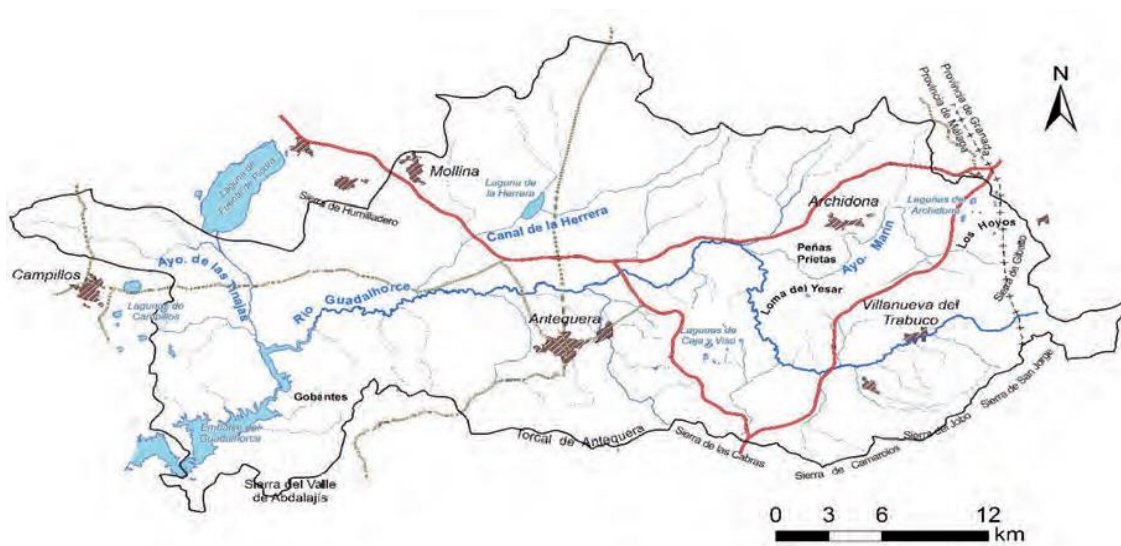 N
Provincia de Granada
Provincia de Málaga
Mollina
Laguna de
Fuente de Piedra
Sierra de Humilladero
Laguna de
la Herrera
Canal de la Herrera
Archidona
Lagunas de
Archidona
Los Hoyos
Peñas
Prietas
Ayo. Marín
Sierra de Gibalto
Campillos
Ayo. de las Tinajas
Lagunas de
Campillos
Río Guadalhorce
Loma del Yesar
Villanueva del
Trabuco
Antequera
Lagunas de
Caja y Viso
Gobantes
Embalse del
Guadalhorce
Torcal de Antequera
Sierra de las Cabras
Sierra de Camarolos
Sierra del Jobo
Sierra de San Jorge
Sierra del Valle
de Abdalajís
0 3 6 12
km